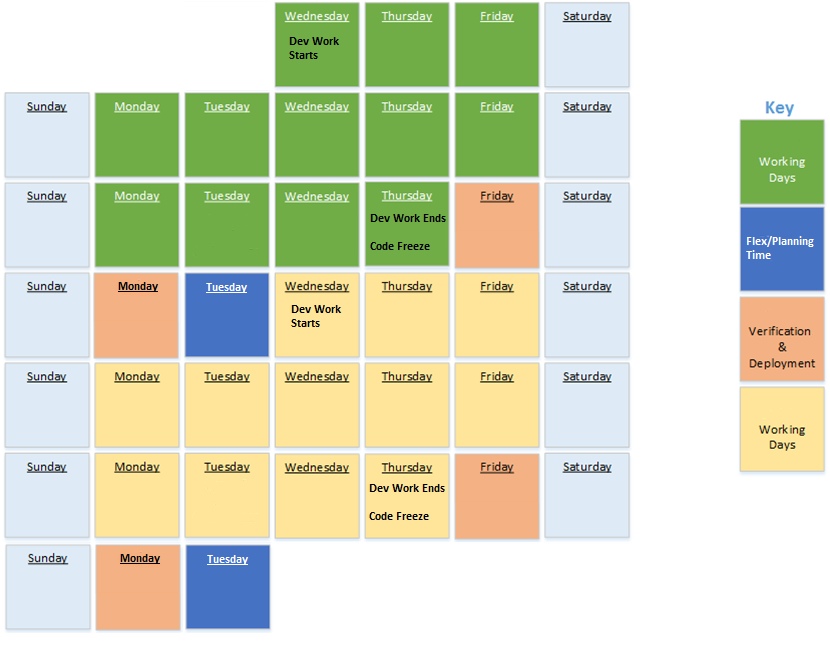 Wednesday Thursday Friday Saturday
Dev Work
Starts
Sunday Monday Tuesday Wednesday Thursday Friday Saturday
Sunday Monday Tuesday Wednesday Thursday Friday Saturday
Dev Work Ends
Code Freeze
Sunday Monday Tuesday Wednesday Thursday Friday Saturday
Dev Work
Starts
Sunday Monday Tuesday Wednesday Thursday Friday Saturday
Sunday Monday Tuesday Wednesday Thursday Friday Saturday
Dev Work Ends
Code Freeze
Sunday Monday Tuesday
Key
Working
Days
Flex/Planning
Time
Verification
&
Deployment
Working
Days